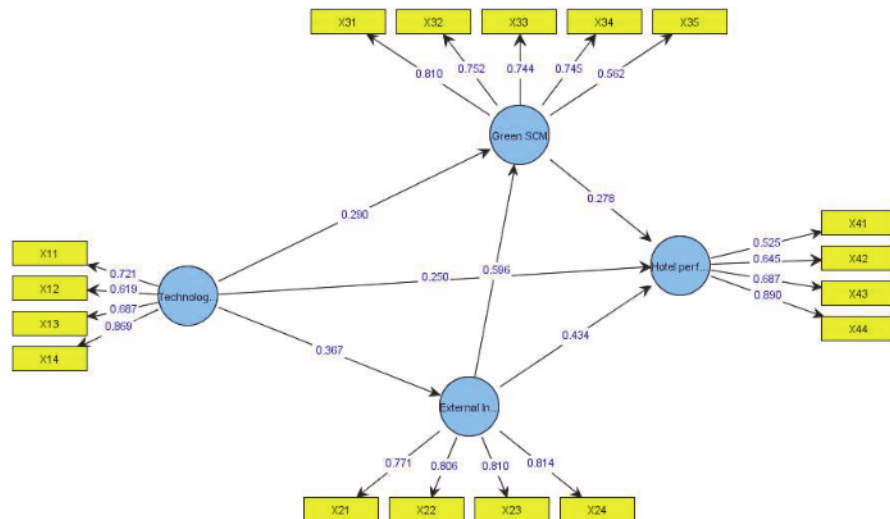 X31 X32 X33 X34 X35
0.810 0.752 0.744 0.745 0.562
Green SCM
0.290
0.278
X11
X12
X13
X14
0.721
0.619
0.687
0.869
Technolog...
0.250
0.596
Hotel perf...
X41
X42
X43
X44
0.525
0.645
0.687
0.890
0.367
0.434
External In...
0.771 0.806 0.810 0.814
X21 X22 X23 X24